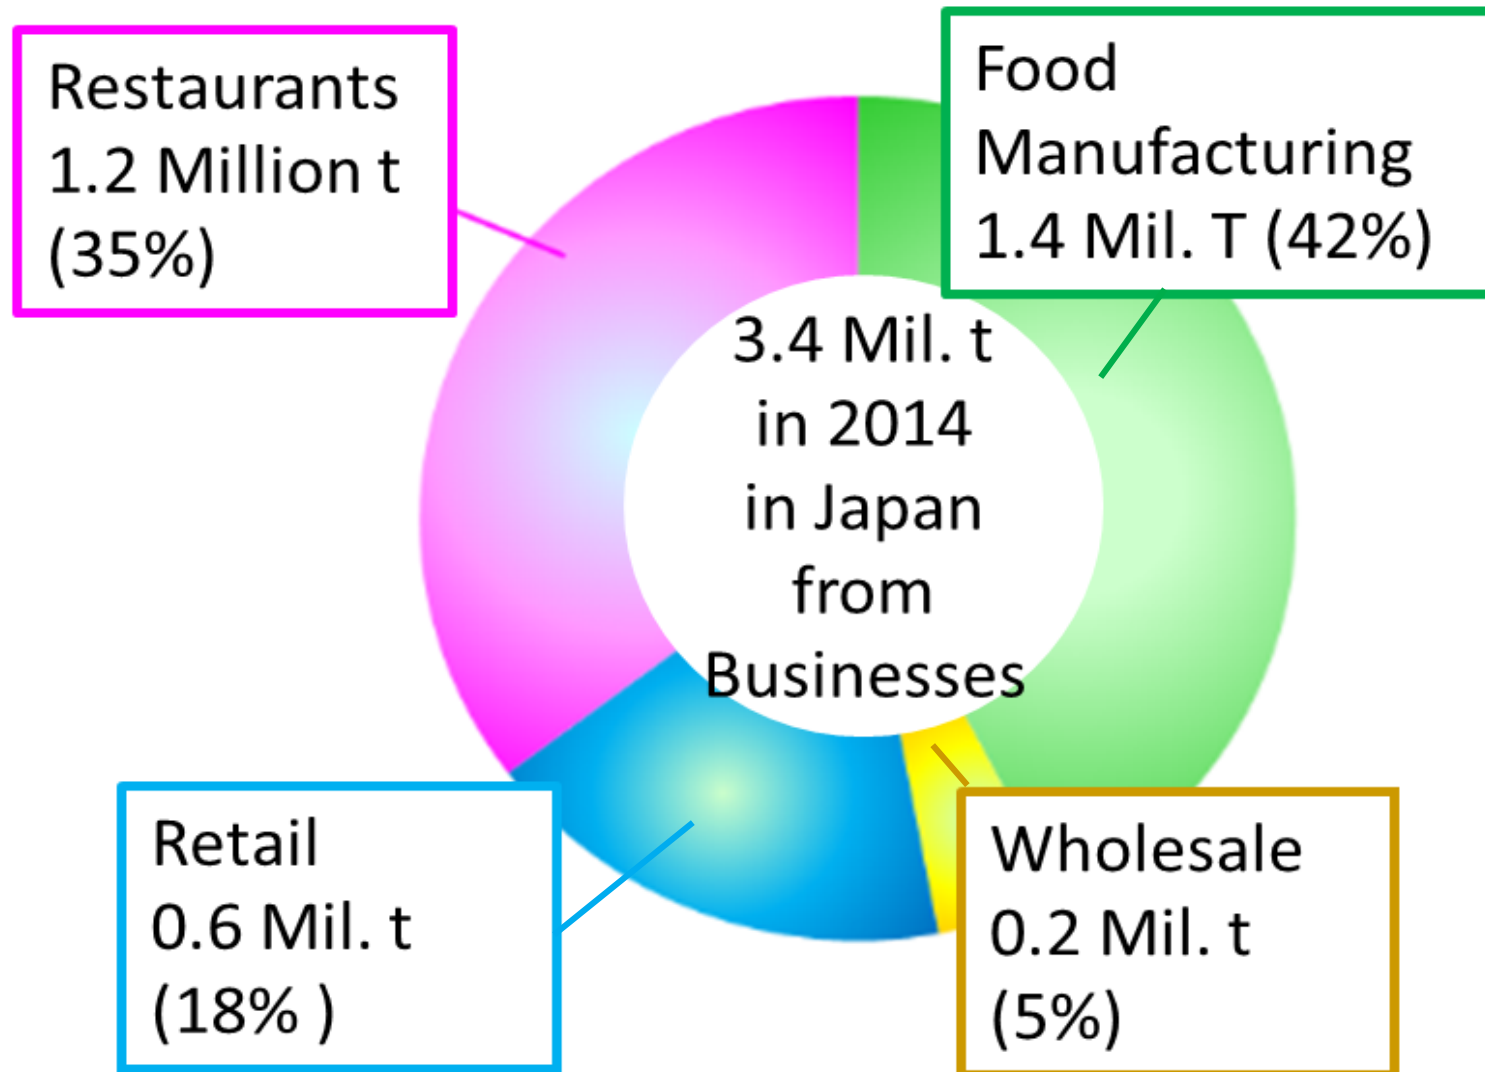 Restaurants
1.2 Million t
(35%)
Food
Manufacturing
1.4 Mil. T (42%)
3.4 Mil. t
in 2014
in Japan
from
Businesses
Retail
0.6 Mil. t
(18% )
Wholesale
0.2 Mil. t
(5%)